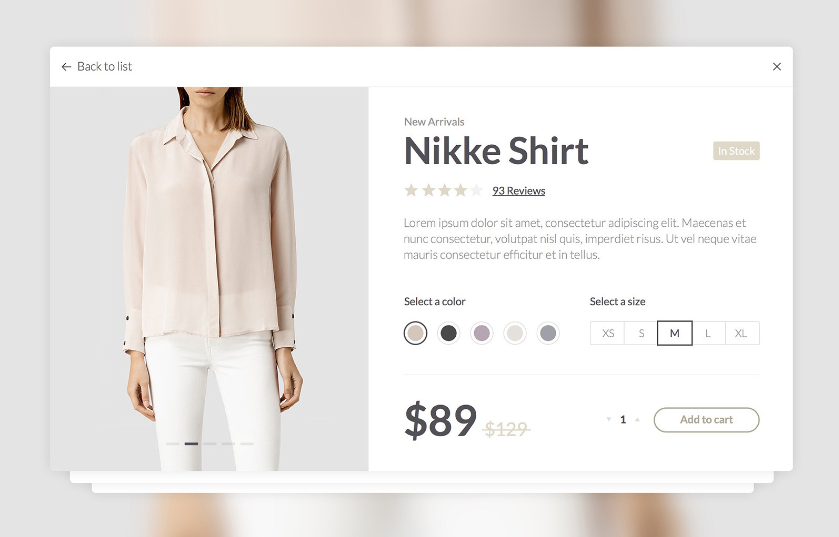 Back to list
New Arrivals
Nikke Shirt
In Stock
93 Reviews
Lorem ipsum dolor sit amet, consectetur adipiscing elit. Maecenas et
nunc consectetur, volutpat nisl quis, imperdiet risus. Ut vel neque vitae
mauris consectetur efficitur et in tellus.
Select a color
Select a size
XS S M L XL
$89 $129
1
Add to cart